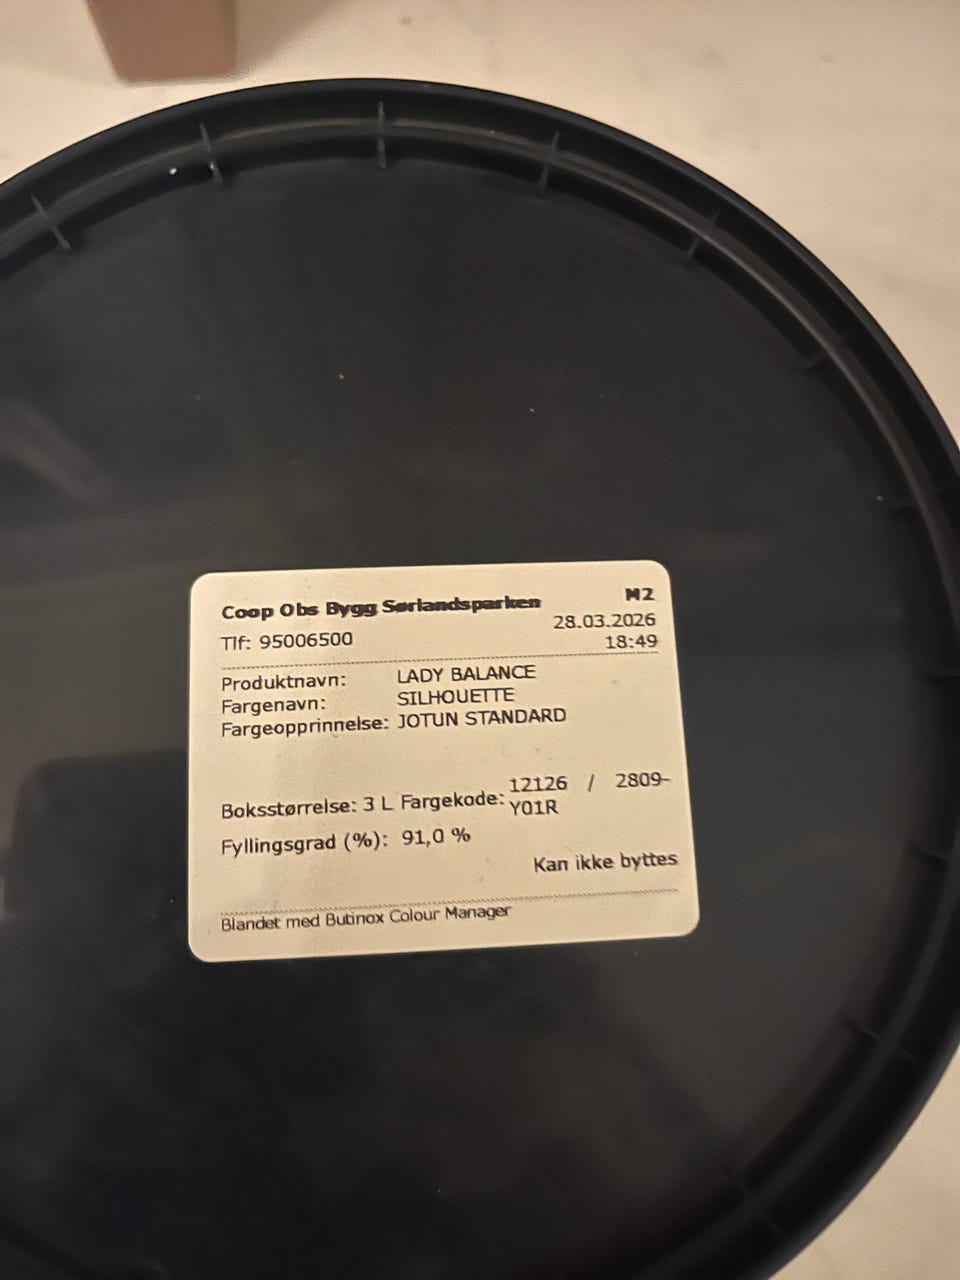 Coop Obs Bygg Sørlandsparken M2
Tlf: 95006500 28.03.2026
18:49
Produktnavn: LADY BALANCE
Fargenavn: SILHOUETTE
Fargeopprinnelse: JOTUN STANDARD
Boksstørrelse: 3 L Fargekode: 12126 / 2809-
Y01R
Fyllingsgrad (%): 91,0 %
Kan ikke byttes
Blandet med Butinox Colour Manager